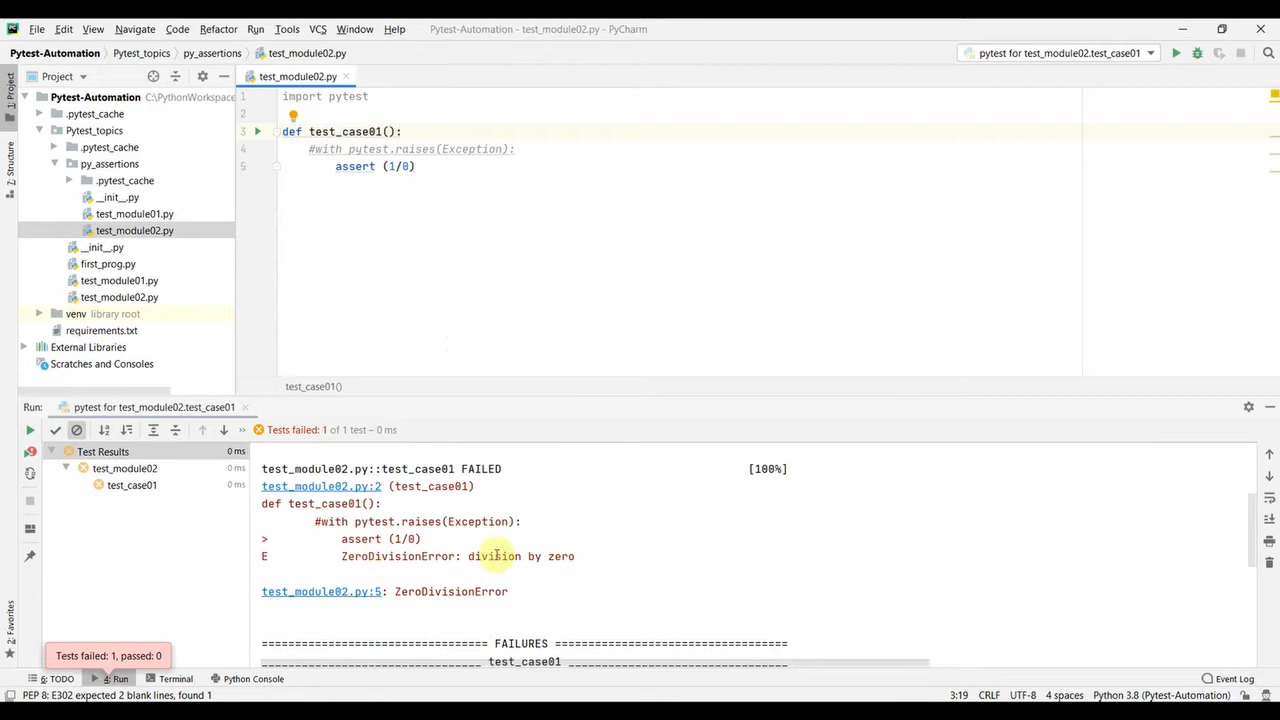 File Edit View Navigate Code Refactor Run Tools VCS Window Help Pytest-Automation - test_module02.py - PyCharm
Pytest-Automation Pytest_topics py_assertions test_module02.py pytest for test_module02.test_case01
1: Project
Project
test_module02.py
Pytest-Automation C:\PythonWorkspace
.pytest_cache
Pytest_topics
.pytest_cache
py_assertions
.pytest_cache
__init__.py
test_module01.py
test_module02.py
__init__.py
first_prog.py
test_module01.py
test_module02.py
venv library root
requirements.txt
External Libraries
Scratches and Consoles
7: Structure
2: Favorites
1 import pytest
2
3 def test_case01():
4 #with pytest.raises(Exception):
5 assert (1/0)
test_case01()
Run: pytest for test_module02.test_case01
Tests failed: 1 of 1 test – 0 ms
Test Results 0 ms
test_module02 0 ms
test_case01 0 ms
test_module02.py::test_case01 FAILED [100%]
test_module02.py:2 (test_case01)
def test_case01():
#with pytest.raises(Exception):
> assert (1/0)
E ZeroDivisionError: division by zero
test_module02.py:5: ZeroDivisionError
================================ FAILURES =================================
test_case01
Tests failed: 1, passed: 0
6: TODO 4: Run Terminal Python Console Event Log
PEP 8: E302 expected 2 blank lines, found 1 3:19 CRLF UTF-8 4 spaces Python 3.8 (Pytest-Automation)